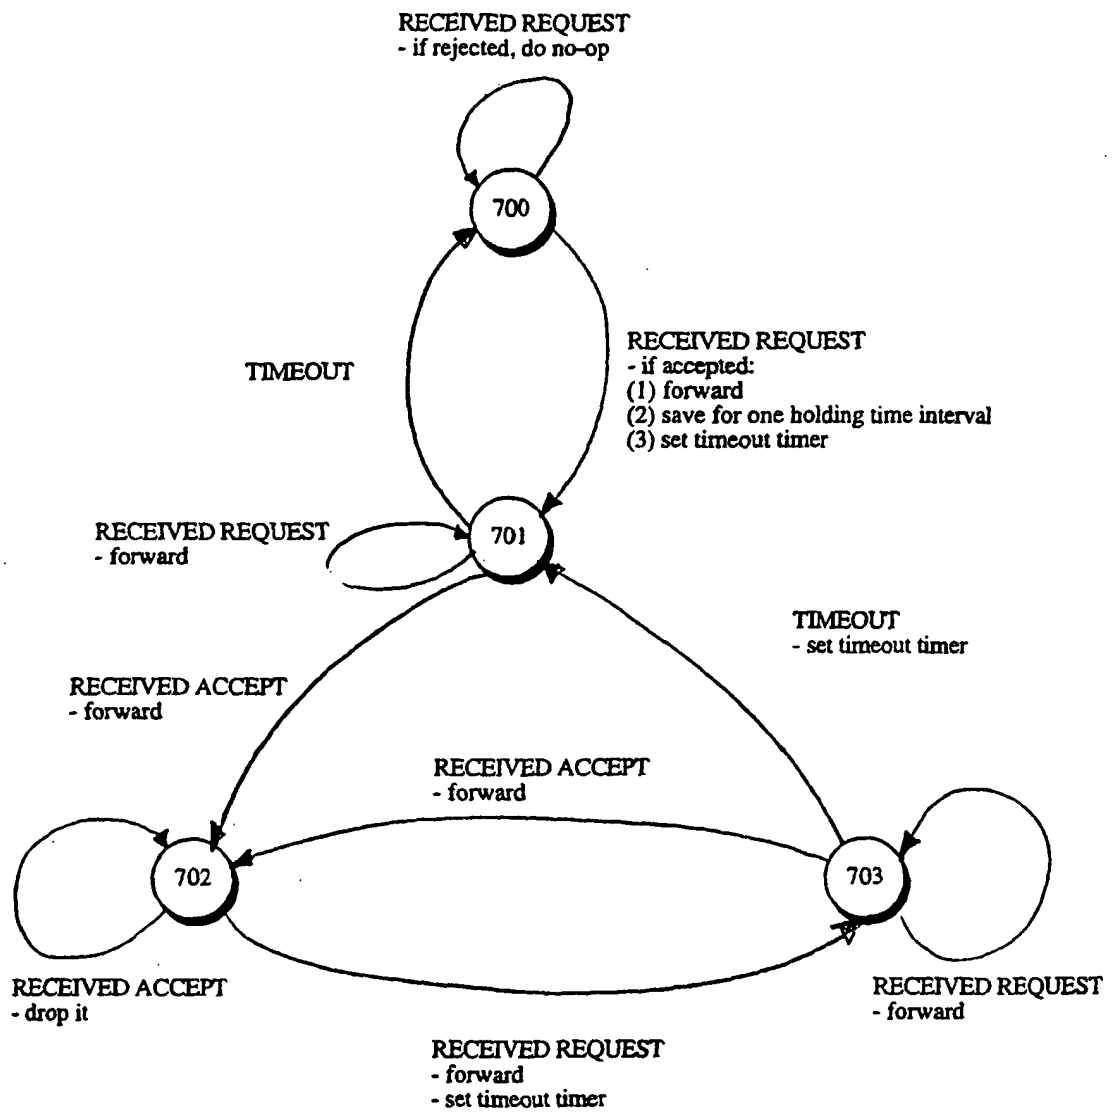 RECEIVED REQUEST
- if rejected, do no-op
700
RECEIVED REQUEST
- if accepted:
(1) forward
(2) save for one holding time interval
(3) set timeout timer
TIMEOUT
RECEIVED REQUEST
- forward
701
TIMEOUT
- set timeout timer
RECEIVED ACCEPT
- forward
RECEIVED ACCEPT
- forward
702
703
RECEIVED ACCEPT
- drop it
RECEIVED REQUEST
- forward
RECEIVED REQUEST
- forward
- set timeout timer